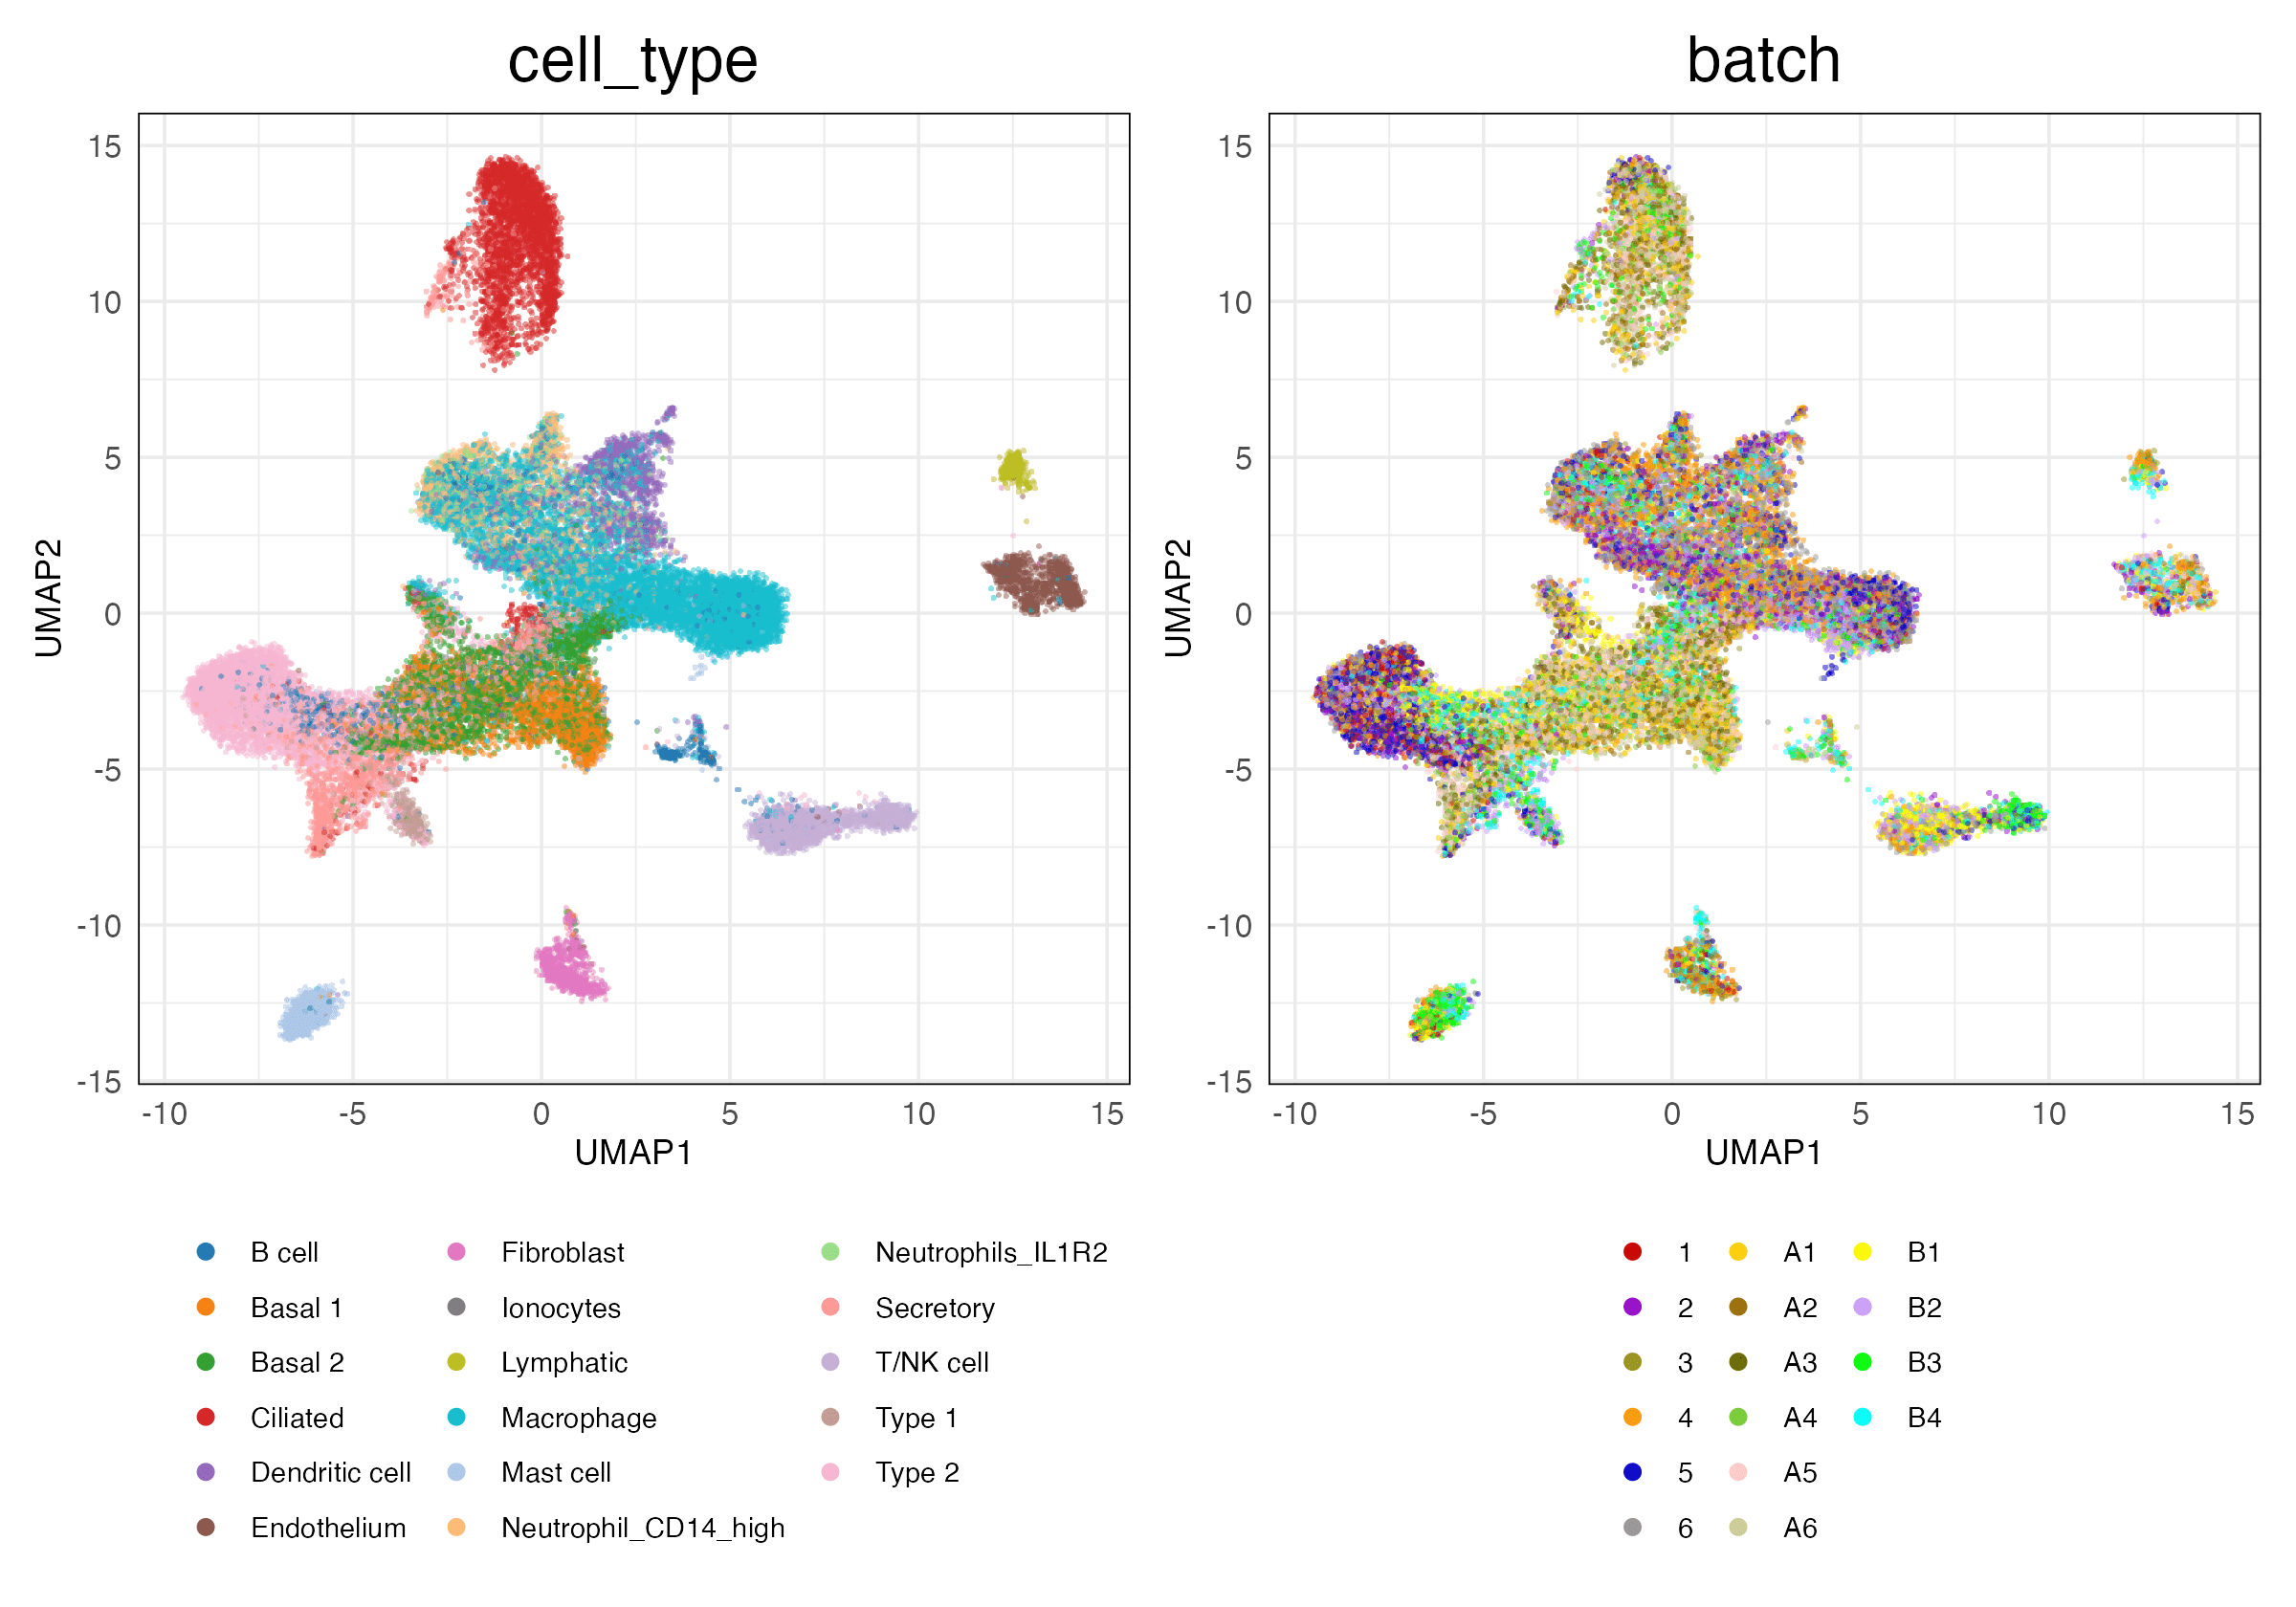 cell_type
15
10
5
0
-5
-10
-15
UMAP2
-10 -5 0 5 10 15
UMAP1
B cell Fibroblast Neutrophils_IL1R2
Basal 1 Ionocytes Secretory
Basal 2 Lymphatic T/NK cell
Ciliated Macrophage Type 1
Dendritic cell Mast cell Type 2
Endothelium Neutrophil_CD14_high
batch
15
10
5
0
-5
-10
-15
UMAP2
-10 -5 0 5 10 15
UMAP1
1 A1 B1
2 A2 B2
3 A3 B3
4 A4 B4
5 A5
6 A6